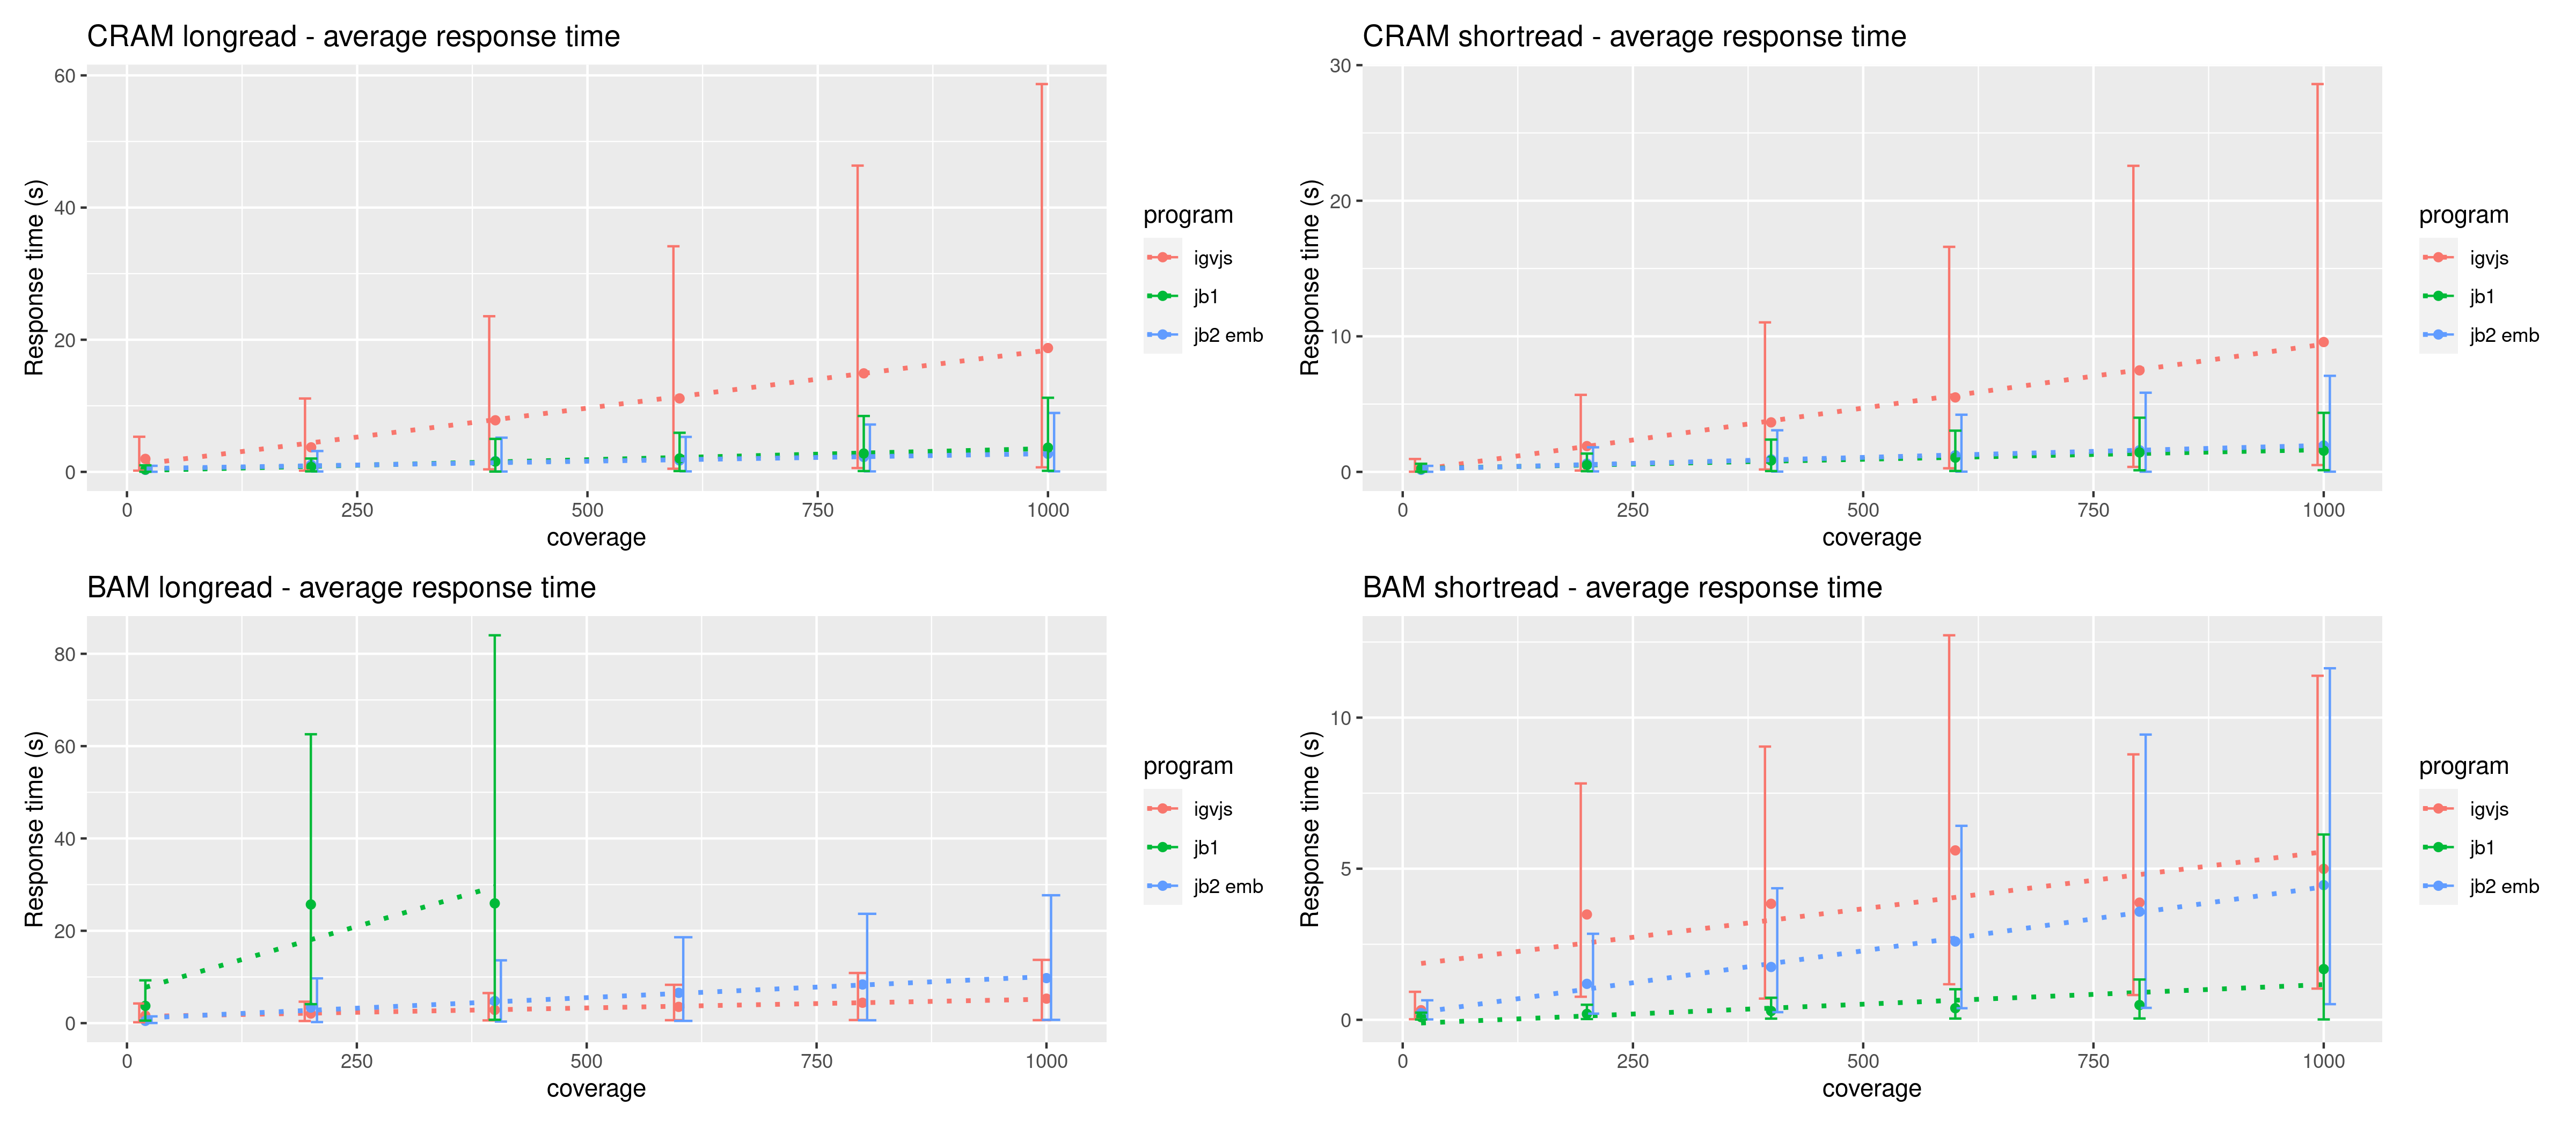 CRAM longread - average response time
60
40
20
0
Response time (s)
0 250 500 750 1000
coverage
program
igvjs
jb1
jb2 emb
CRAM shortread - average response time
30
20
10
0
Response time (s)
0 250 500 750 1000
coverage
program
igvjs
jb1
jb2 emb
BAM longread - average response time
80
60
40
20
0
Response time (s)
0 250 500 750 1000
coverage
program
igvjs
jb1
jb2 emb
BAM shortread - average response time
10
5
0
Response time (s)
0 250 500 750 1000
coverage
program
igvjs
jb1
jb2 emb